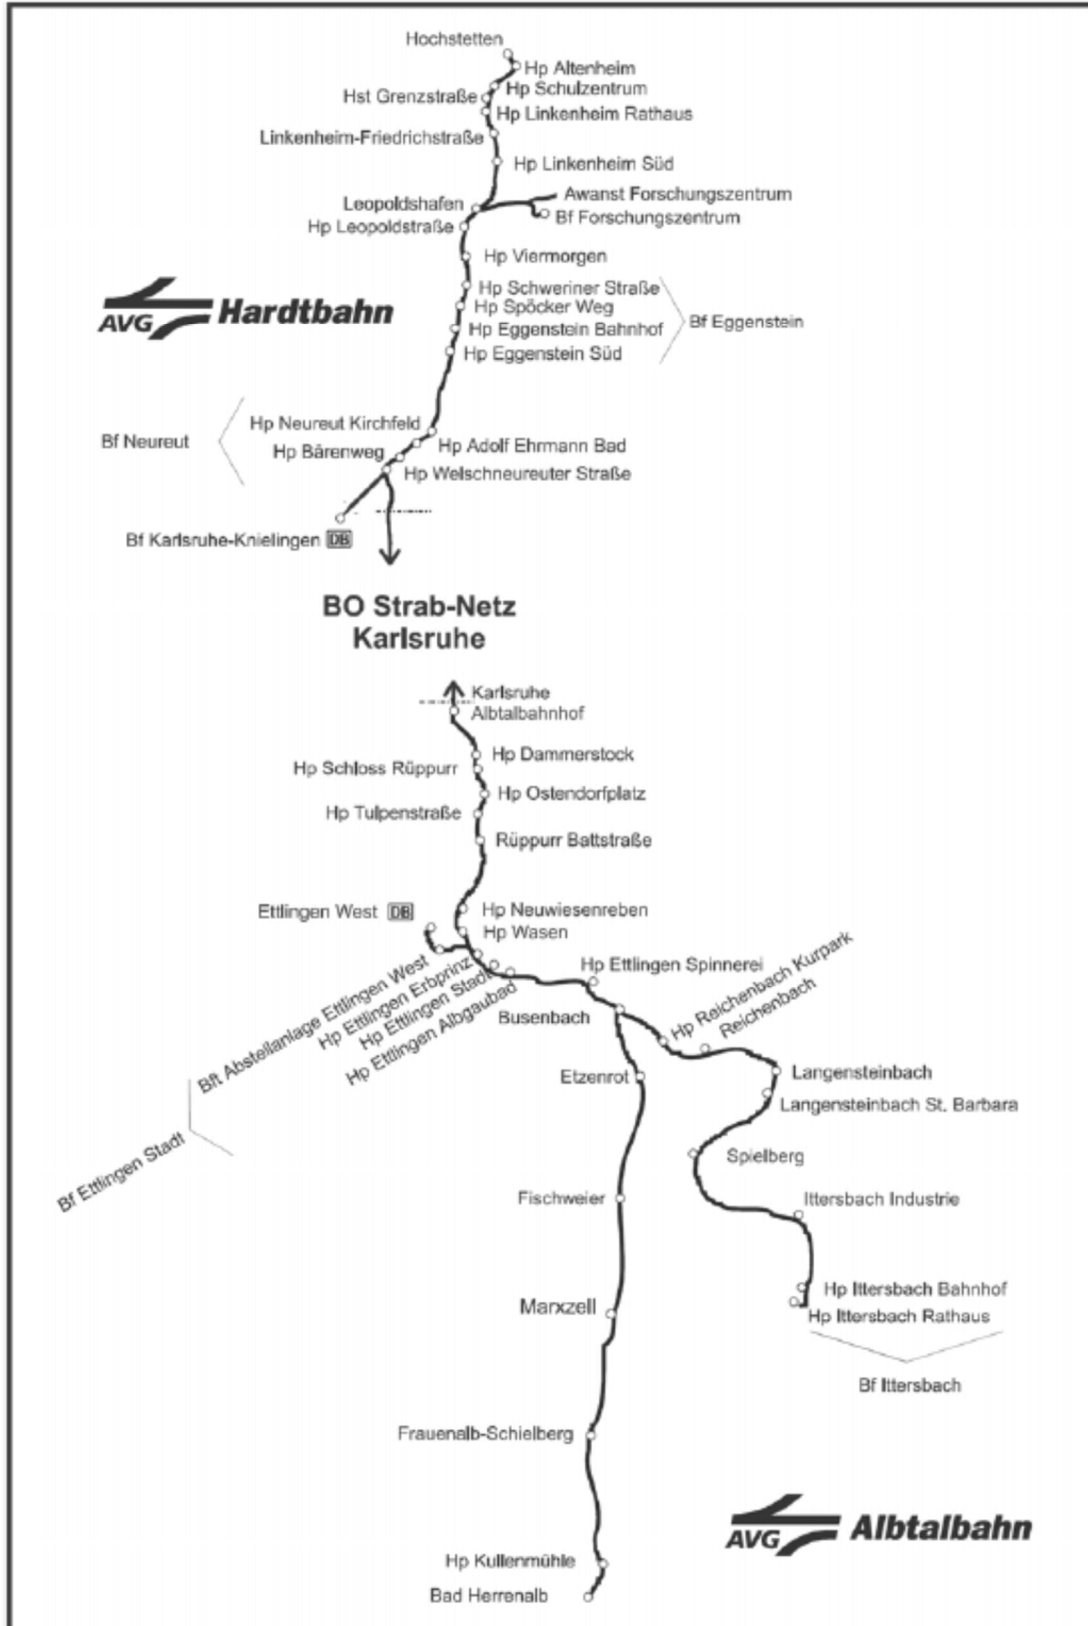 Hochstetten
Hp Altenheim
Hp Schulzentrum
Hst Grenzstraße
Hp Linkenheim Rathaus
Linkenheim-Friedrichstraße
Hp Linkenheim Süd
Awanst Forschungszentrum
Leopoldshafen
Bf Forschungszentrum
Hp Leopoldstraße
Hp Viermorgen
Hp Schweriner Straße
Hp Spöcker Weg
AVG Hardtbahn
Bf Eggenstein
Hp Eggenstein Bahnhof
Hp Eggenstein Süd
Hp Neureut Kirchfeld
Bf Neureut
Hp Adolf Ehrmann Bad
Hp Bärenweg
Hp Welschneureuter Straße
Bf Karlsruhe-Knielingen DB
BO Strab-Netz
Karlsruhe
Karlsruhe
Albtalbahnhof
Hp Dammerstock
Hp Schloss Rüppurr
Hp Ostendorfplatz
Hp Tulpenstraße
Rüppurr Battstraße
Ettlingen West DB
Hp Neuwiesenreben
Hp Wasen
Bft Abstellanlage Ettlingen West
Hp Ettlingen Erbprinz
Hp Ettlingen Stadt
Hp Ettlingen Albgaubad
Hp Ettlingen Spinnerei
Hp Reichenbach Kurpark
Reichenbach
Busenbach
Etzenrot
Langensteinbach
Langensteinbach St. Barbara
Bf Ettlingen Stadt
Spielberg
Fischweier
Ittersbach Industrie
Hp Ittersbach Bahnhof
Marxzell
Hp Ittersbach Rathaus
Bf Ittersbach
Frauenalb-Schielberg
AVG Albtalbahn
Hp Kullenmühle
Bad Herrenalb